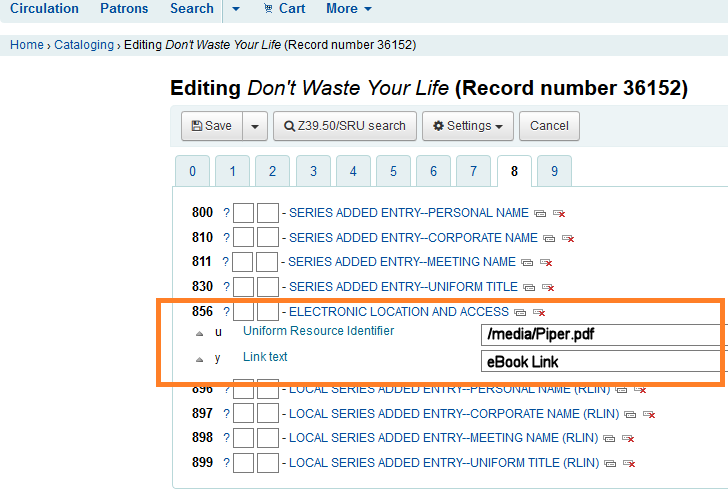 Circulation Patrons Search Cart More
Home › Cataloging › Editing Don't Waste Your Life (Record number 36152)
Editing Don't Waste Your Life (Record number 36152)
Save Z39.50/SRU search Settings Cancel
0 1 2 3 4 5 6 7 8 9
800 ? - SERIES ADDED ENTRY--PERSONAL NAME
810 ? - SERIES ADDED ENTRY--CORPORATE NAME
811 ? - SERIES ADDED ENTRY--MEETING NAME
830 ? - SERIES ADDED ENTRY--UNIFORM TITLE
856 ? - ELECTRONIC LOCATION AND ACCESS
u Uniform Resource Identifier /media/Piper.pdf
y Link text eBook Link
896 ? - LOCAL SERIES ADDED ENTRY--PERSONAL NAME (RLIN)
897 ? - LOCAL SERIES ADDED ENTRY--CORPORATE NAME (RLIN)
898 ? - LOCAL SERIES ADDED ENTRY--MEETING NAME (RLIN)
899 ? - LOCAL SERIES ADDED ENTRY--UNIFORM TITLE (RLIN)